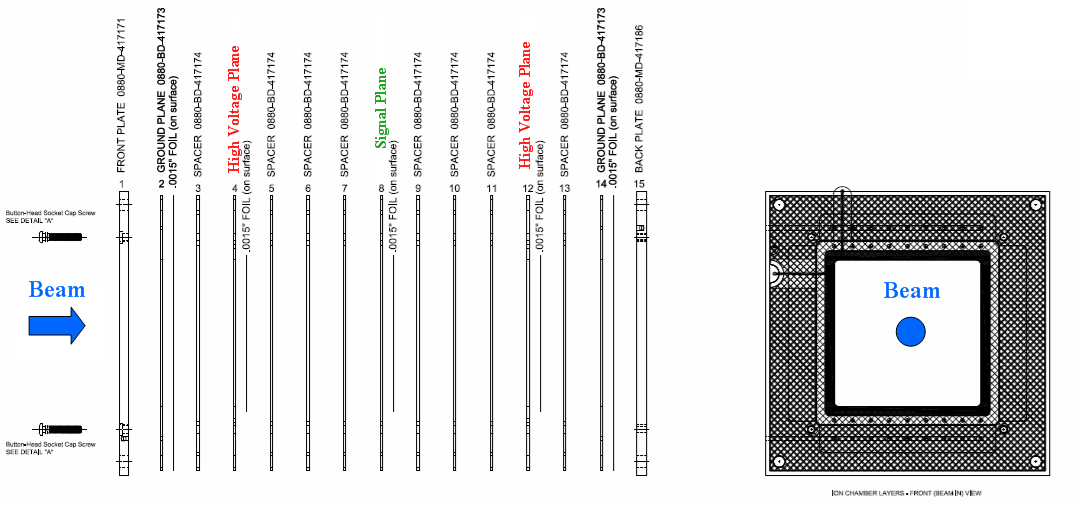 FRONT PLATE 0880-MD-417171
GROUND PLANE 0880-BD-417173
.0015" FOIL (on surface)
SPACER 0880-BD-417174
High Voltage Plane
.0015" FOIL (on surface)
SPACER 0880-BD-417174
SPACER 0880-BD-417174
SPACER 0880-BD-417174
Signal Plane
.0015" FOIL (on surface)
SPACER 0880-BD-417174
SPACER 0880-BD-417174
SPACER 0880-BD-417174
High Voltage Plane
.0015" FOIL (on surface)
SPACER 0880-BD-417174
GROUND PLANE 0880-BD-417173
.0015" FOIL (on surface)
BACK PLATE 0880-MD-417186
1 2 3 4 5 6 7 8 9 10 11 12 13 14 15
Button-Head Socket Cap Screw
SEE DETAIL "A"
Beam
Beam
Button-Head Socket Cap Screw
SEE DETAIL "A"
ION CHAMBER LAYERS - FRONT (BEAM IN) VIEW